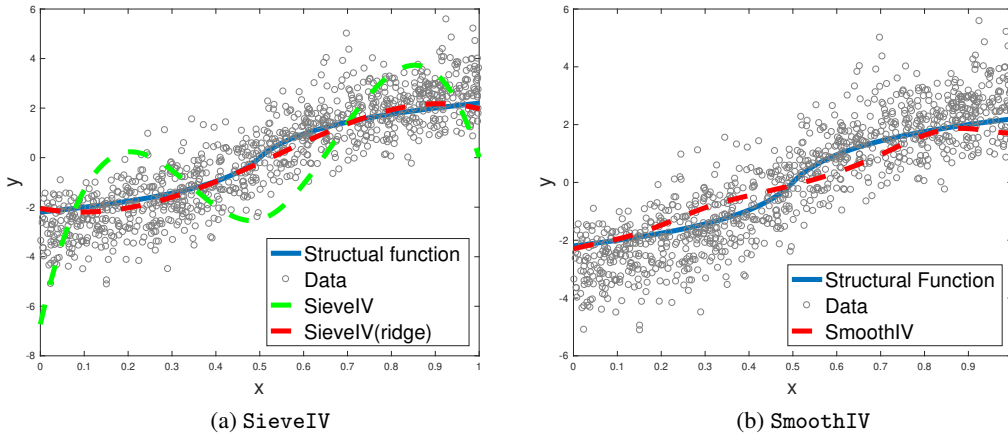 6
4
2
0
-2
-4
-6
-8
y
0 0.1 0.2 0.3 0.4 0.5 0.6 0.7 0.8 0.9 1
x
Structual function
Data
SieveIV
SieveIV(ridge)
(a) SieveIV
6
4
2
0
-2
-4
-6
y
0 0.1 0.2 0.3 0.4 0.5 0.6 0.7 0.8 0.9
x
Structural Function
Data
SmoothIV
(b) SmoothIV